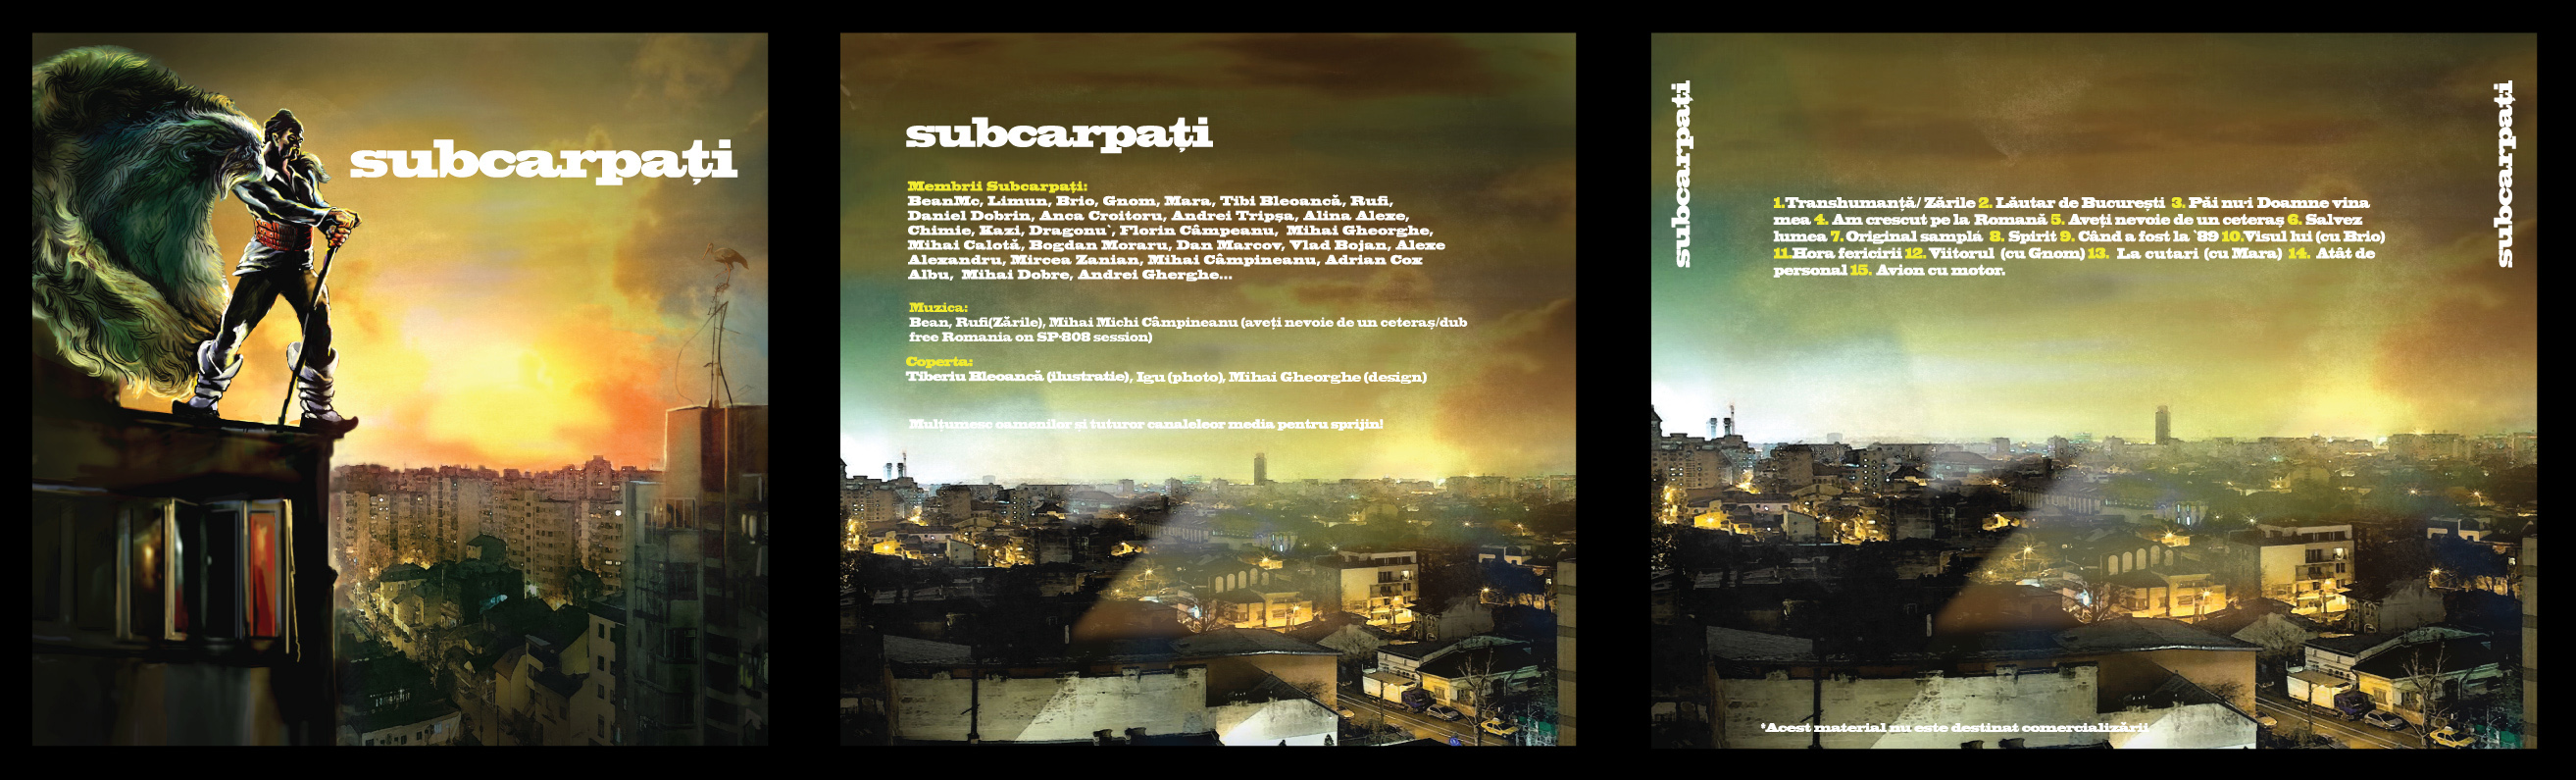 subcarpați
subcarpați
Membrii Subcarpați:
BeanMc, Limun, Brio, Gnom, Mara, Tibi Bleoancă, Rufi,
Daniel Dobrin, Anca Croitoru, Andrei Tripșa, Alina Alexe,
Chimie, Kazi, Dragonu`, Florin Câmpeanu, Mihai Gheorghe,
Mihai Calotă, Bogdan Moraru, Dan Marcov, Vlad Bojan, Alexe
Alexandru, Mircea Zanian, Mihai Câmpineanu, Adrian Cox
Albu, Mihai Dobre, Andrei Gherghe...
Muzica:
Bean, Rufi(Zările), Mihai Michi Câmpineanu (aveți nevoie de un ceteraș/dub
free Romania on SP-808 session)
Coperta:
Tiberiu Bleoancă (ilustratie), Igu (photo), Mihai Gheorghe (design)
Mulțumesc oamenilor și tuturor canaleleor media pentru sprijin!
subcarpați
1.Transhumanță/ Zările 2. Lăutar de București 3. Păi nu-i Doamne vina
mea 4. Am crescut pe la Romană 5. Aveți nevoie de un ceteraș 6. Salvez
lumea 7. Original samplă 8. Spirit 9. Când a fost la `89 10.Visul lui (cu Brio)
11.Hora fericirii 12. Viitorul (cu Gnom) 13. La cutari (cu Mara) 14. Atât de
personal 15. Avion cu motor.
subcarpați
*Acest material nu este destinat comercializării